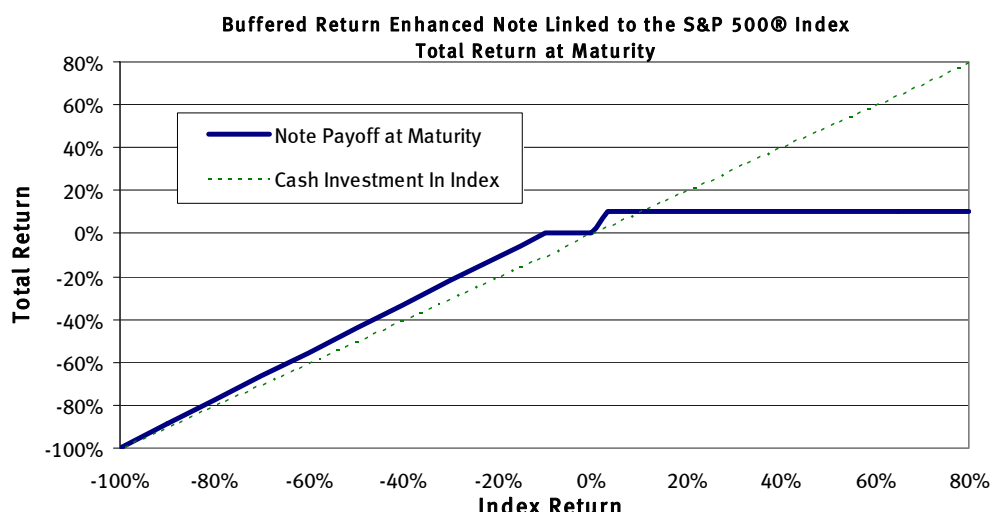 Buffered Return Enhanced Note Linked to the S&P 500® Index
Total Return at Maturity
80%
60%
40%
20%
0%
-20%
-40%
-60%
-80%
-100%
Total Return
Note Payoff at Maturity
Cash Investment In Index
-100% -80% -60% -40% -20% 0% 20% 40% 60% 80%
Index Return